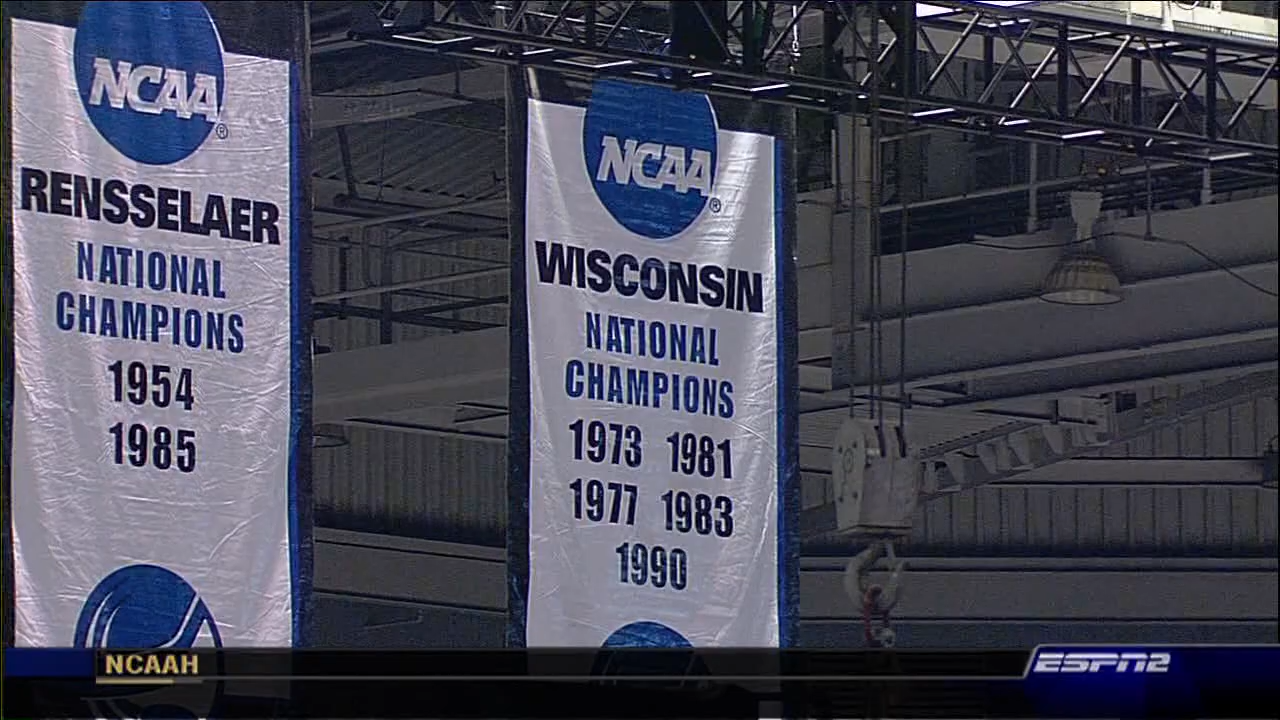 NCAA®
RENSSELAER
NATIONAL
CHAMPIONS
1954
1985
NCAA®
WISCONSIN
NATIONAL
CHAMPIONS
1973 1981
1977 1983
1990
NCAAH
ESPN2